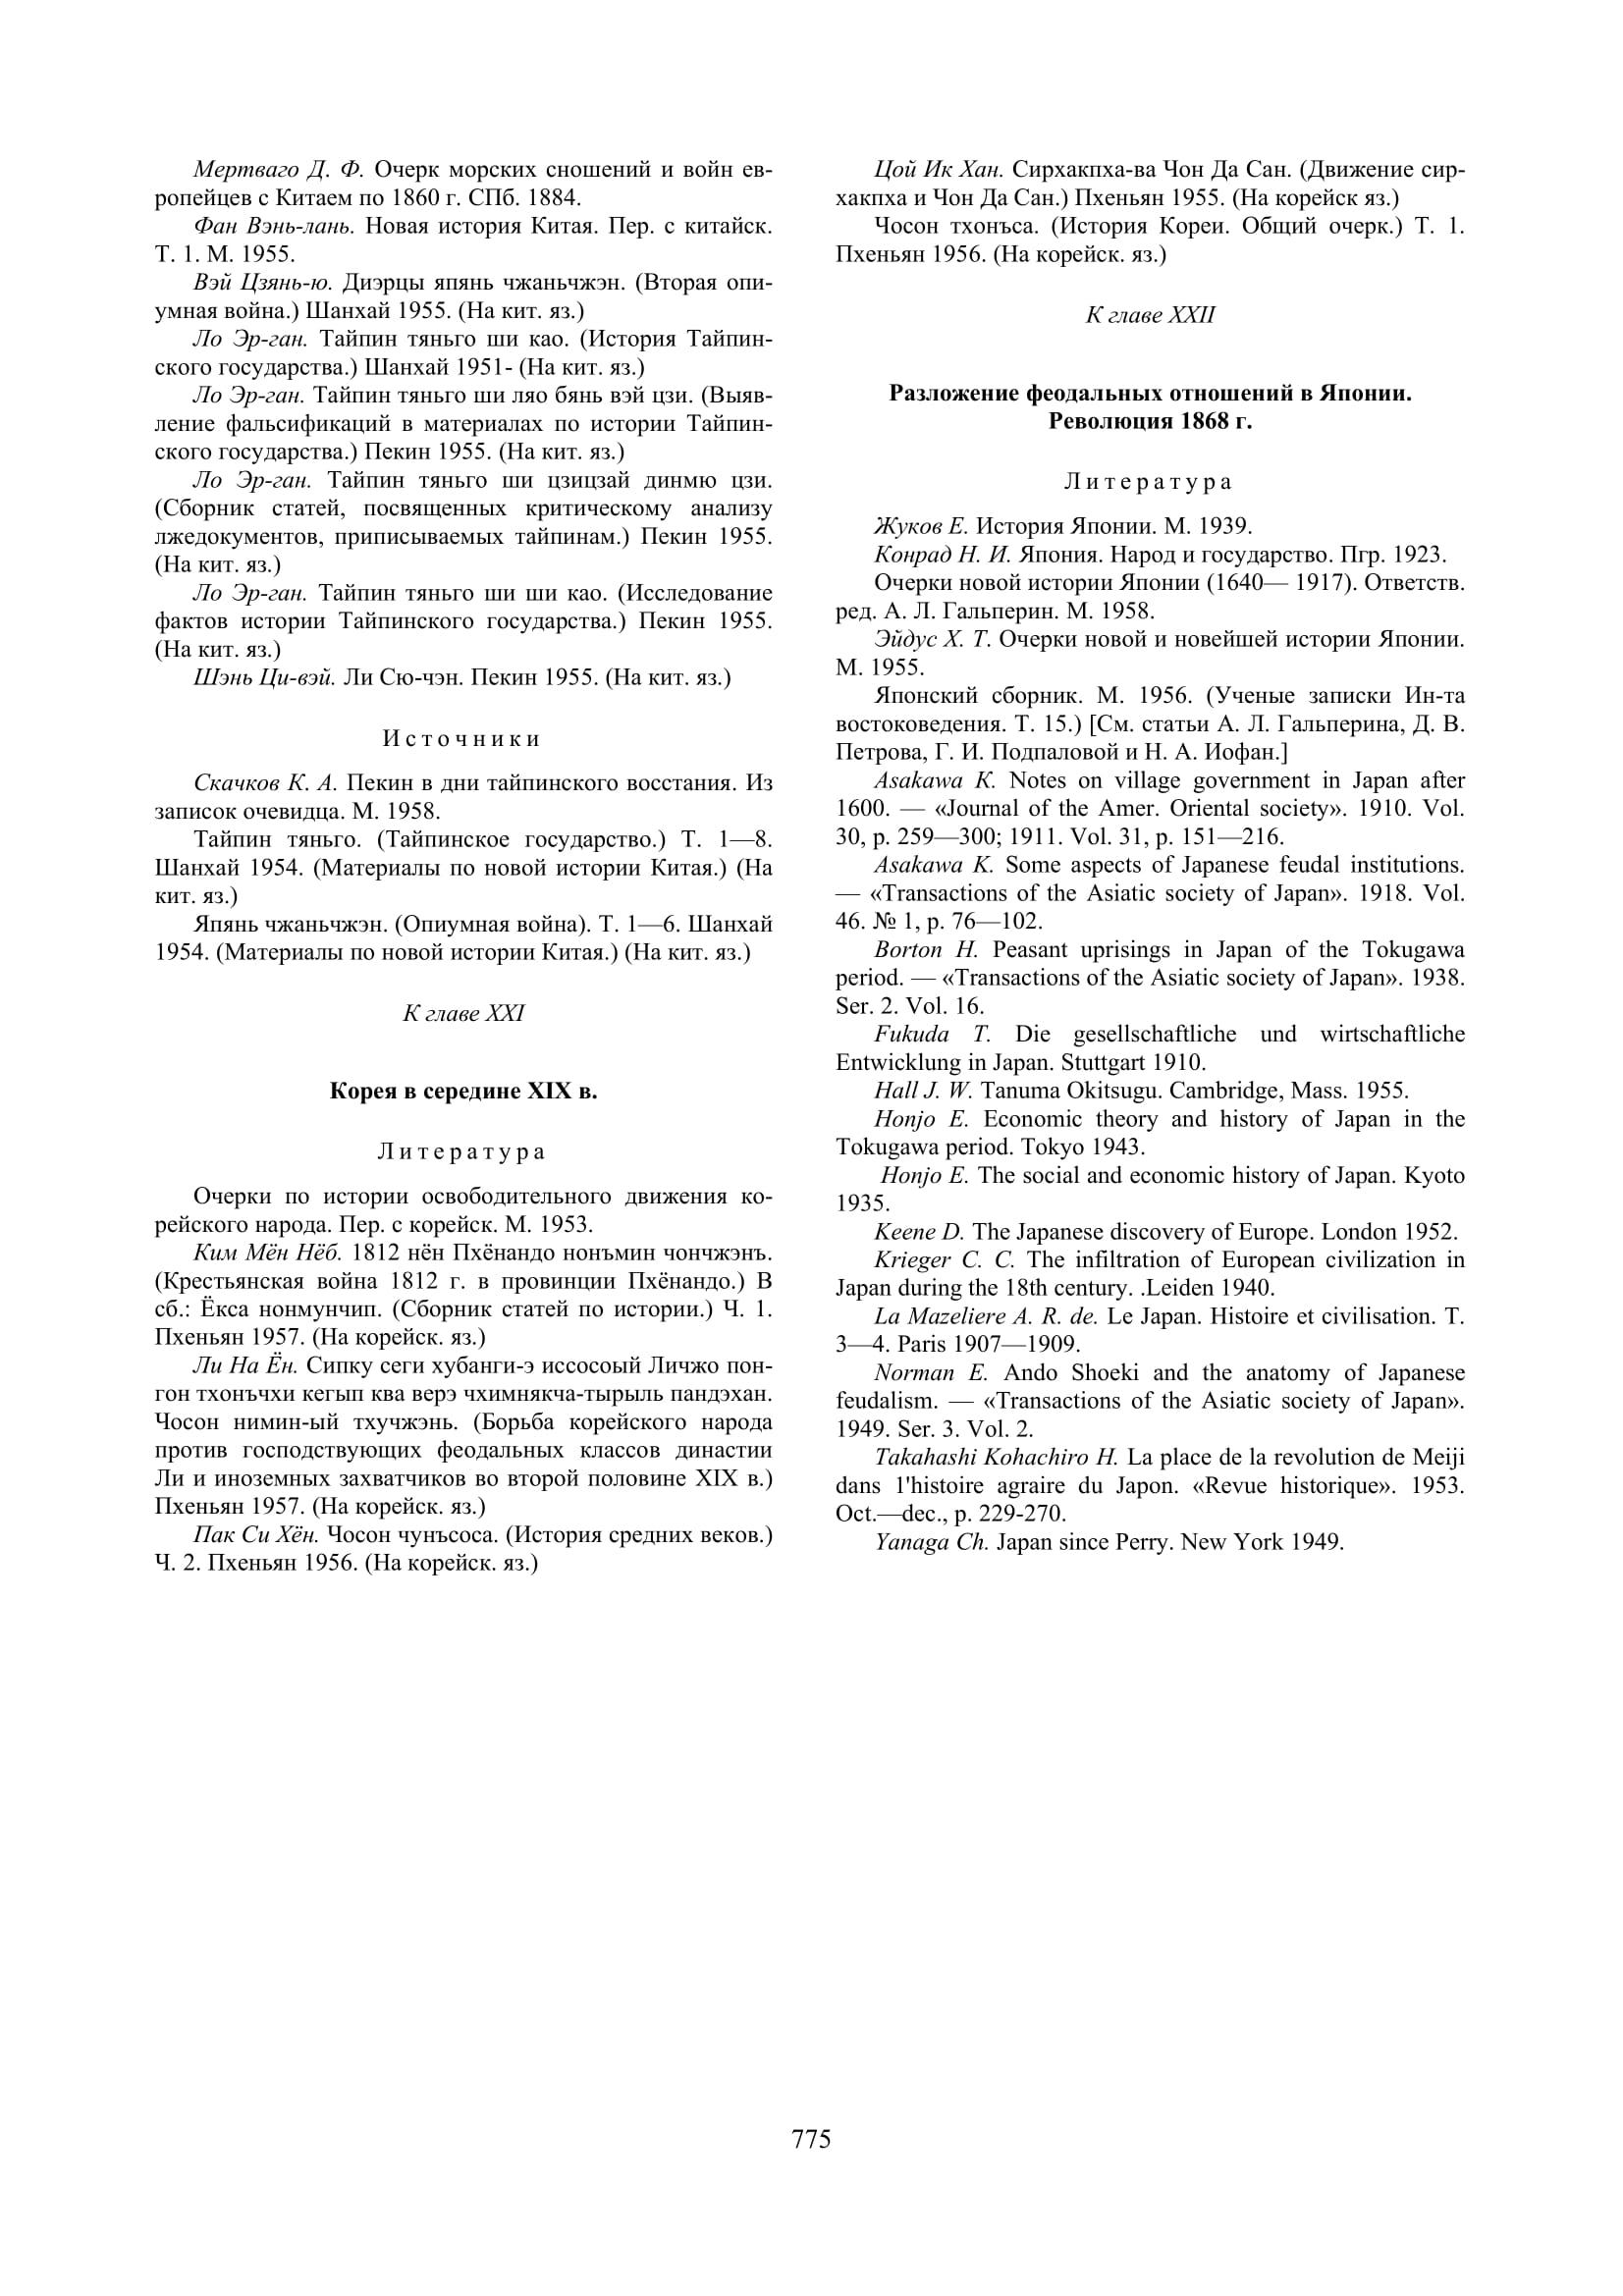 Мертваго Д. Ф. Очерк морских сношений и войн ев-
ропейцев с Китаем по 1860 г. СПб. 1884.
Фан Вэнь-лань. Новая история Китая. Пер. с китайск.
Т. 1. М. 1955.
Вэй Цзянь-ю. Диэрцы япянь чжаньчжэн. (Вторая опи-
умная война.) Шанхай 1955. (На кит. яз.)
Ло Эр-ган. Тайпин тяньго ши као. (История Тайпин-
ского государства.) Шанхай 1951- (На кит. яз.)
Ло Эр-ган. Тайпин тяньго ши ляо бянь вэй цзи. (Выяв-
ление фальсификаций в материалах по истории Тайпин-
ского государства.) Пекин 1955. (На кит. яз.)
Ло Эр-ган. Тайпин тяньго ши цзицзай динмю цзи.
(Сборник статей, посвященных критическому анализу
лжедокументов, приписываемых тайпинам.) Пекин 1955.
(На кит. яз.)
Ло Эр-ган. Тайпин тяньго ши ши као. (Исследование
фактов истории Тайпинского государства.) Пекин 1955.
(На кит. яз.)
Шэнь Ци-вэй. Ли Сю-чэн. Пекин 1955. (На кит. яз.)
Источники
Скачков К. А. Пекин в дни тайпинского восстания. Из
записок очевидца. М. 1958.
Тайпин тяньго. (Тайпинское государство.) Т. 1—8.
Шанхай 1954. (Материалы по новой истории Китая.) (На
кит. яз.)
Япянь чжаньчжэн. (Опиумная война). Т. 1—6. Шанхай
1954. (Материалы по новой истории Китая.) (На кит. яз.)
К главе XXI
Корея в середине XIX в.
Литература
Очерки по истории освободительного движения ко-
рейского народа. Пер. с корейск. М. 1953.
Ким Мён Нёб. 1812 нён Пхёнандо нонъмин чончжэнъ.
(Крестьянская война 1812 г. в провинции Пхёнандо.) В
сб.: Ёкса нонмунчип. (Сборник статей по истории.) Ч. 1.
Пхеньян 1957. (На корейск. яз.)
Ли На Ён. Сипку сеги хубанги-э иссосоый Личжо пон-
гон тхонъчхи кегып ква верэ чхимнякча-тырыль пандэхан.
Чосон нимин-ый тхучжэнь. (Борьба корейского народа
против господствующих феодальных классов династии
Ли и иноземных захватчиков во второй половине XIX в.)
Пхеньян 1957. (На корейск. яз.)
Пак Си Хён. Чосон чунъсоса. (История средних веков.)
Ч. 2. Пхеньян 1956. (На корейск. яз.)
Цой Ик Хан. Сирхакпха-ва Чон Да Сан. (Движение сир-
хакпха и Чон Да Сан.) Пхеньян 1955. (На корейск яз.)
Чосон тхонъса. (История Кореи. Общий очерк.) Т. 1.
Пхеньян 1956. (На корейск. яз.)
К главе XXII
Разложение феодальных отношений в Японии.
Революция 1868 г.
Литература
Жуков Е. История Японии. М. 1939.
Конрад Н. И. Япония. Народ и государство. Пгр. 1923.
Очерки новой истории Японии (1640— 1917). Ответств.
ред. А. Л. Гальперин. М. 1958.
Эйдус Х. Т. Очерки новой и новейшей истории Японии.
М. 1955.
Японский сборник. М. 1956. (Ученые записки Ин-та
востоковедения. Т. 15.) [См. статьи А. Л. Гальперина, Д. В.
Петрова, Г. И. Подпаловой и Н. А. Иофан.]
Asakawa K. Notes on village government in Japan after
1600. — «Journal of the Amer. Oriental society». 1910. Vol.
30, p. 259—300; 1911. Vol. 31, p. 151—216.
Asakawa K. Some aspects of Japanese feudal institutions.
— «Transactions of the Asiatic society of Japan». 1918. Vol.
46. № 1, p. 76—102.
Borton H. Peasant uprisings in Japan of the Tokugawa
period. — «Transactions of the Asiatic society of Japan». 1938.
Ser. 2. Vol. 16.
Fukuda T. Die gesellschaftliche und wirtschaftliche
Entwicklung in Japan. Stuttgart 1910.
Hall J. W. Tanuma Okitsugu. Cambridge, Mass. 1955.
Honjo E. Economic theory and history of Japan in the
Tokugawa period. Tokyo 1943.
Honjo E. The social and economic history of Japan. Kyoto
1935.
Keene D. The Japanese discovery of Europe. London 1952.
Krieger C. C. The infiltration of European civilization in
Japan during the 18th century. .Leiden 1940.
La Mazeliere A. R. de. Le Japan. Histoire et civilisation. T.
3—4. Paris 1907—1909.
Norman E. Ando Shoeki and the anatomy of Japanese
feudalism. — «Transactions of the Asiatic society of Japan».
1949. Ser. 3. Vol. 2.
Takahashi Kohachiro H. La place de la revolution de Meiji
dans l'histoire agraire du Japon. «Revue historique». 1953.
Oct.—dec., p. 229-270.
Yanaga Ch. Japan since Perry. New York 1949.
775